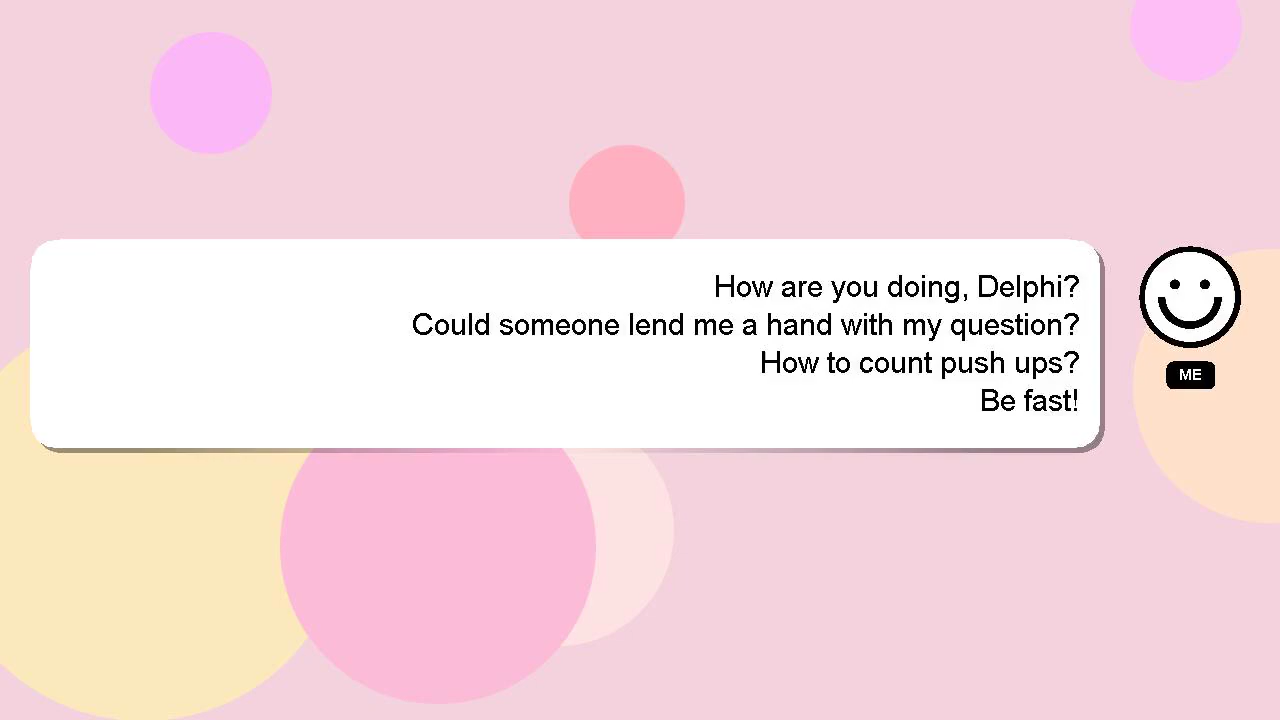 How are you doing, Delphi?
Could someone lend me a hand with my question?
How to count push ups?
Be fast!
ME